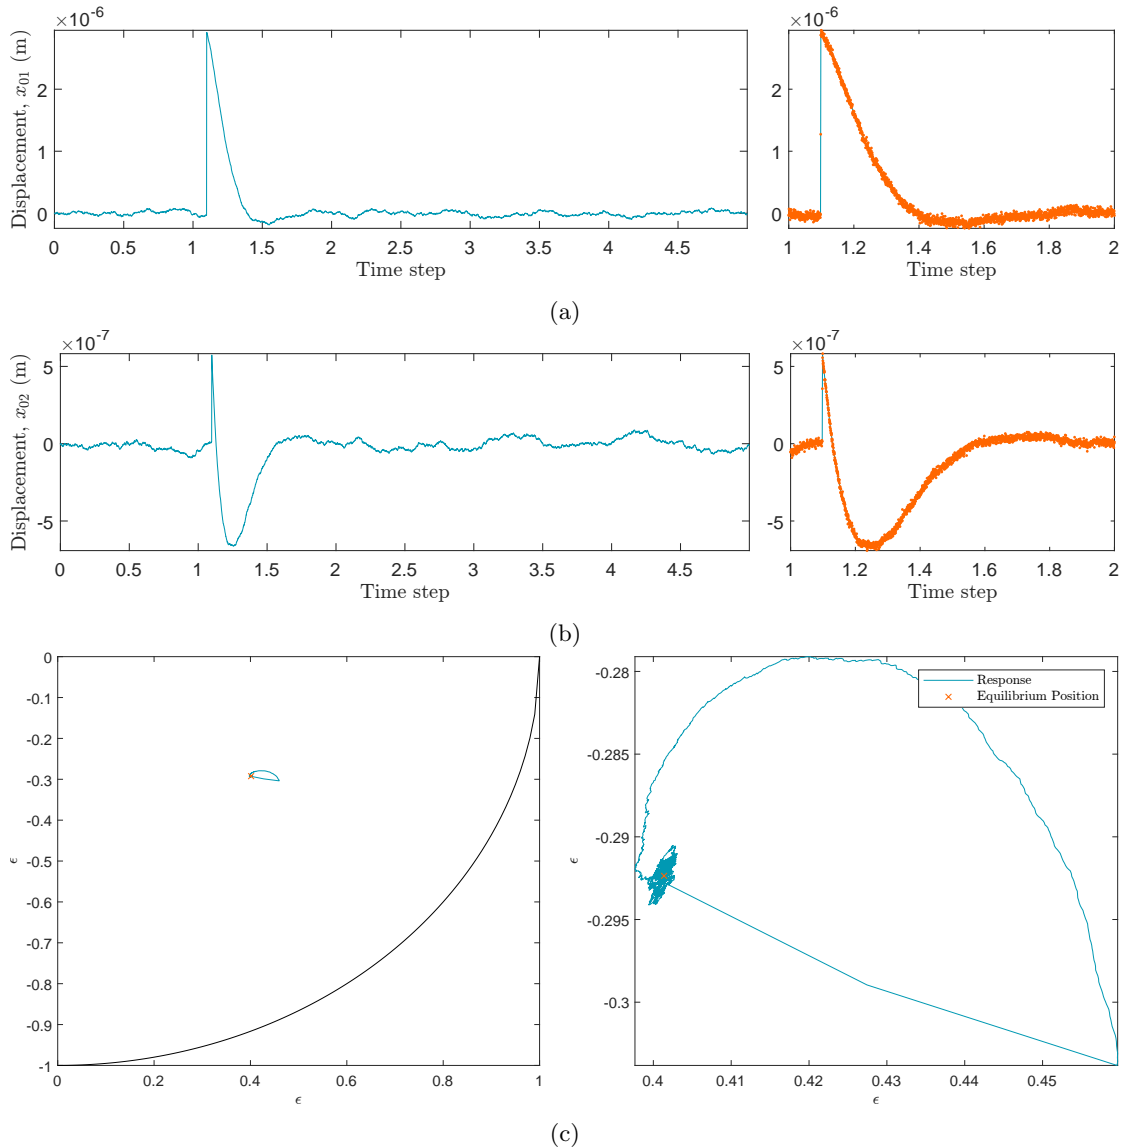 ×10⁻⁶
×10⁻⁶
Displacement, x₀₁ (m)
2
1
0
0 0.5 1 1.5 2 2.5 3 3.5 4 4.5
Time step
2
1
0
1 1.2 1.4 1.6 1.8 2
Time step
(a)
×10⁻⁷
×10⁻⁷
Displacement, x₀₂ (m)
5
0
-5
0 0.5 1 1.5 2 2.5 3 3.5 4 4.5
Time step
5
0
-5
1 1.2 1.4 1.6 1.8 2
Time step
(b)
0
-0.1
-0.2
-0.3
-0.4
-0.5
-0.6
-0.7
-0.8
-0.9
-1
ϵ
0 0.2 0.4 0.6 0.8 1
ϵ
Response
Equilibrium Position
-0.28
-0.285
-0.29
-0.295
-0.3
ϵ
0.4 0.41 0.42 0.43 0.44 0.45
ϵ
(c)